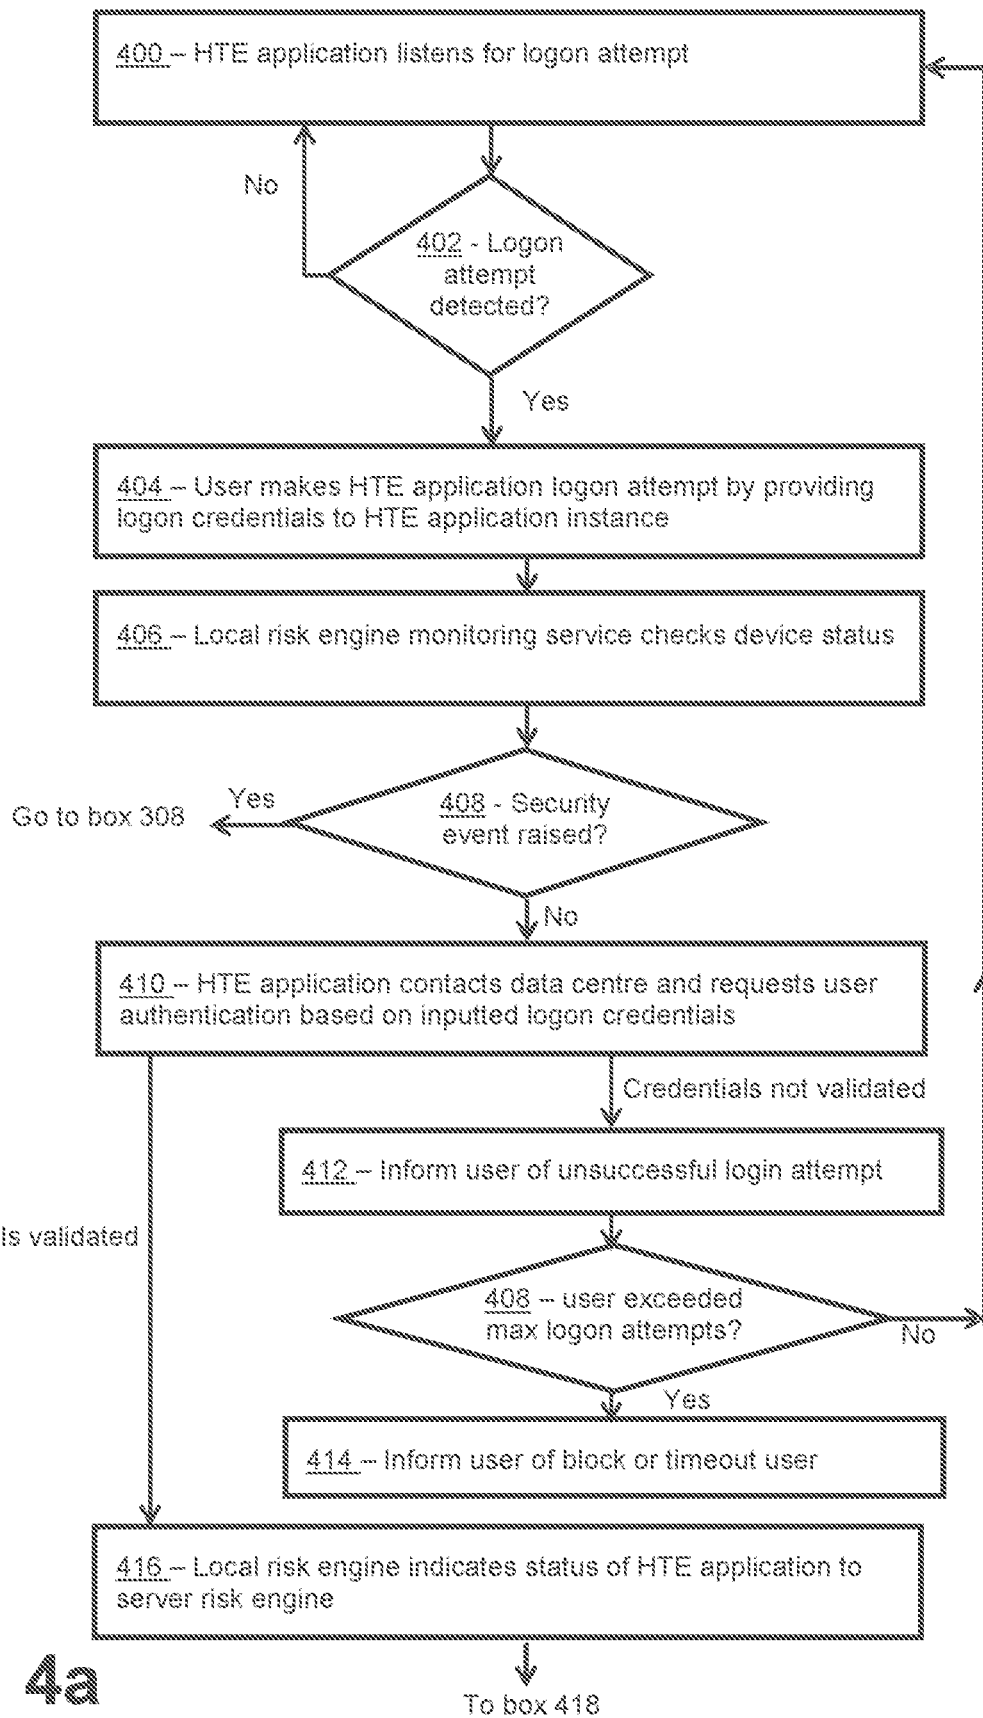 400 – HTE application listens for logon attempt
No
402 - Logon
attempt
detected?
Yes
404 – User makes HTE application logon attempt by providing
logon credentials to HTE application instance
406 – Local risk engine monitoring service checks device status
Go to box 308
Yes
408 - Security
event raised?
No
410 – HTE application contacts data centre and requests user
authentication based on inputted logon credentials
Credentials not validated
412 – Inform user of unsuccessful login attempt
ls validated
408 – user exceeded
max logon attempts?
No
Yes
414 – Inform user of block or timeout user
416 – Local risk engine indicates status of HTE application to
server risk engine
4a
To box 418